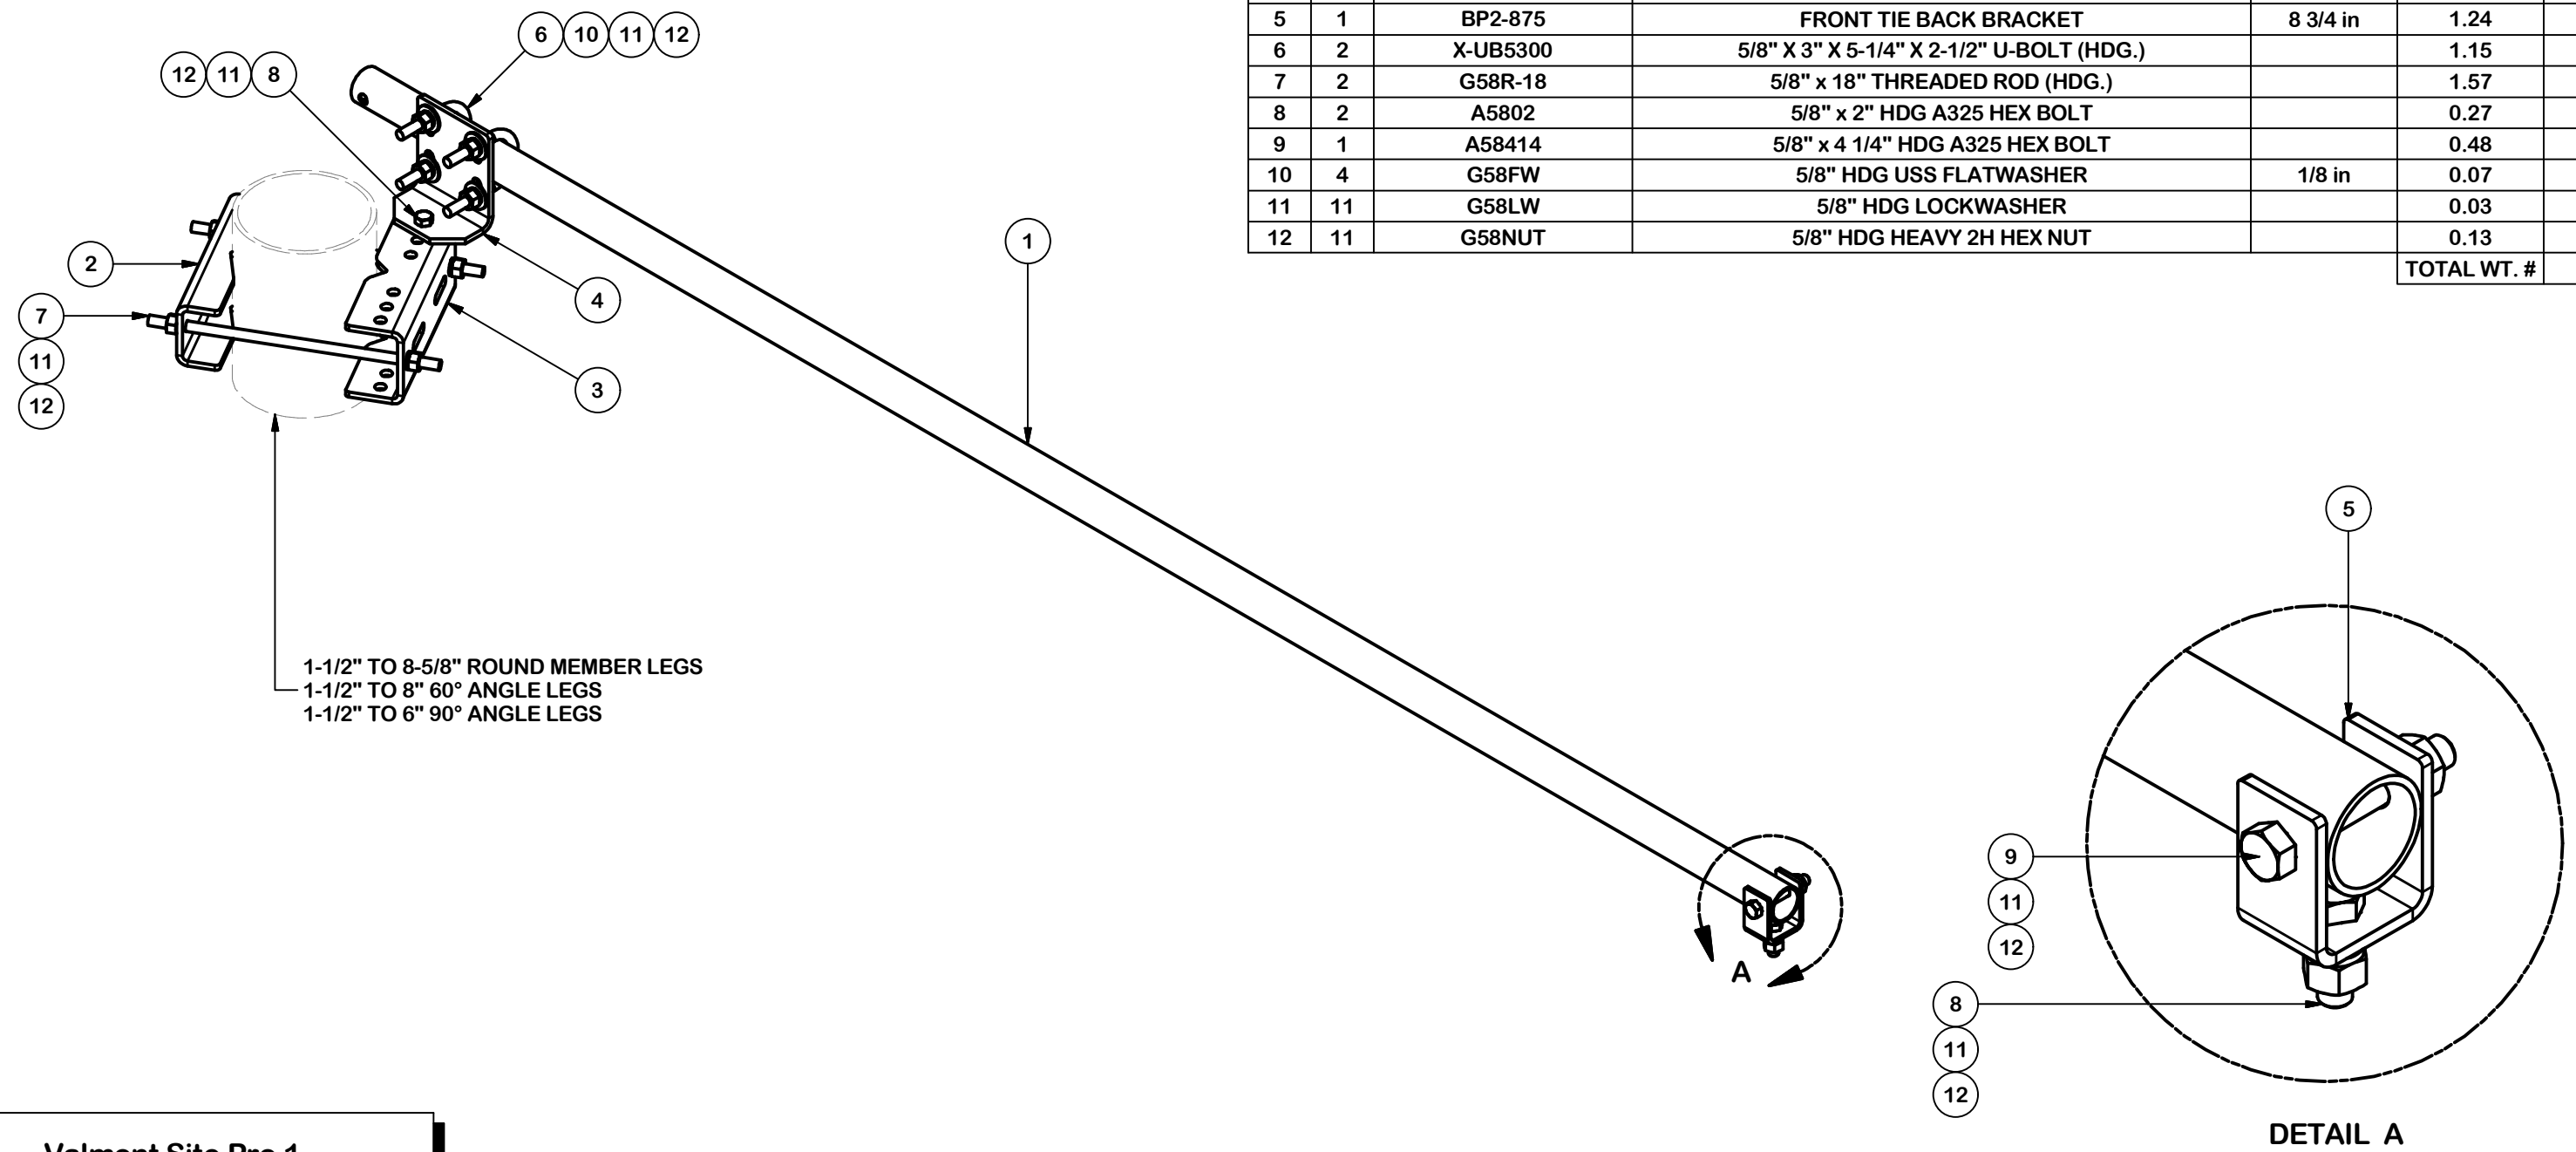 5 1 BP2-875 FRONT TIE BACK BRACKET 8 3/4 in 1.24
6 2 X-UB5300 5/8" X 3" X 5-1/4" X 2-1/2" U-BOLT (HDG.) 1.15
7 2 G58R-18 5/8" x 18" THREADED ROD (HDG.) 1.57
8 2 A5802 5/8" x 2" HDG A325 HEX BOLT 0.27
9 1 A58414 5/8" x 4 1/4" HDG A325 HEX BOLT 0.48
10 4 G58FW 5/8" HDG USS FLATWASHER 1/8 in 0.07
11 11 G58LW 5/8" HDG LOCKWASHER 0.03
12 11 G58NUT 5/8" HDG HEAVY 2H HEX NUT 0.13
TOTAL WT. #
6 10 11 12
12 11 8
2
7
11
12
1
4
3
1-1/2" TO 8-5/8" ROUND MEMBER LEGS
1-1/2" TO 8" 60° ANGLE LEGS
1-1/2" TO 6" 90° ANGLE LEGS
A
5
9
11
12
8
11
12
DETAIL A
Valmont Site Pro 1